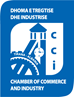 DHOMA E TREGTISE
DHE INDUSTRISE
cci
CHAMBER OF COMMERCE
AND INDUSTRY